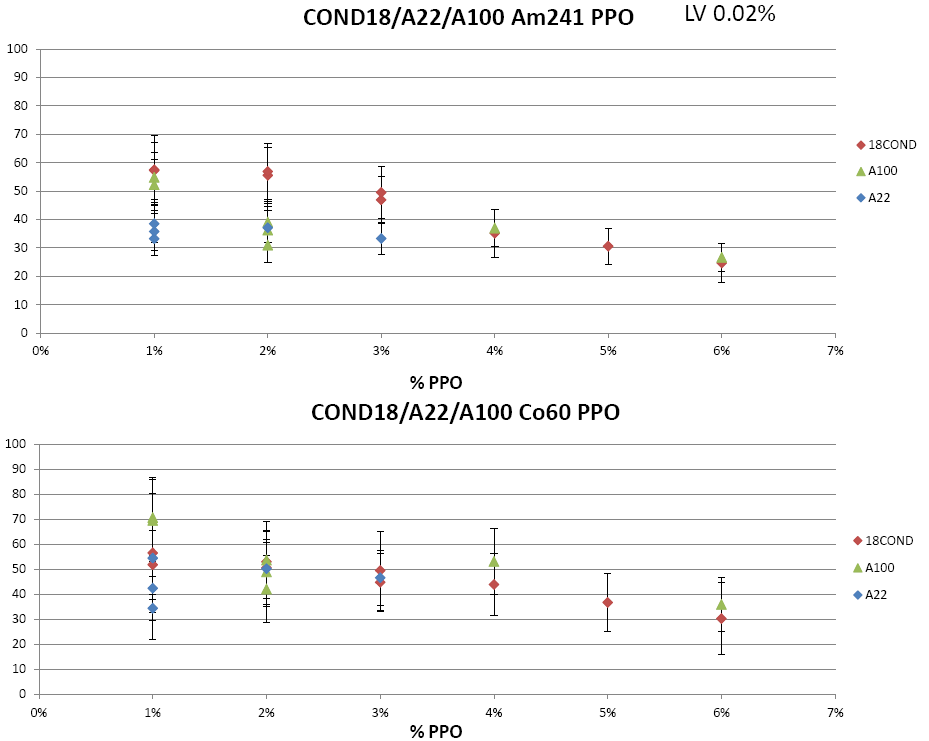 COND18/A22/A100 Am241 PPO LV 0.02%
100
90
80
70
60
50
40
30
20
10
0
0% 1% 2% 3% 4% 5% 6% 7%
% PPO
18COND
A100
A22
COND18/A22/A100 Co60 PPO
100
90
80
70
60
50
40
30
20
10
0
0% 1% 2% 3% 4% 5% 6% 7%
% PPO
18COND
A100
A22